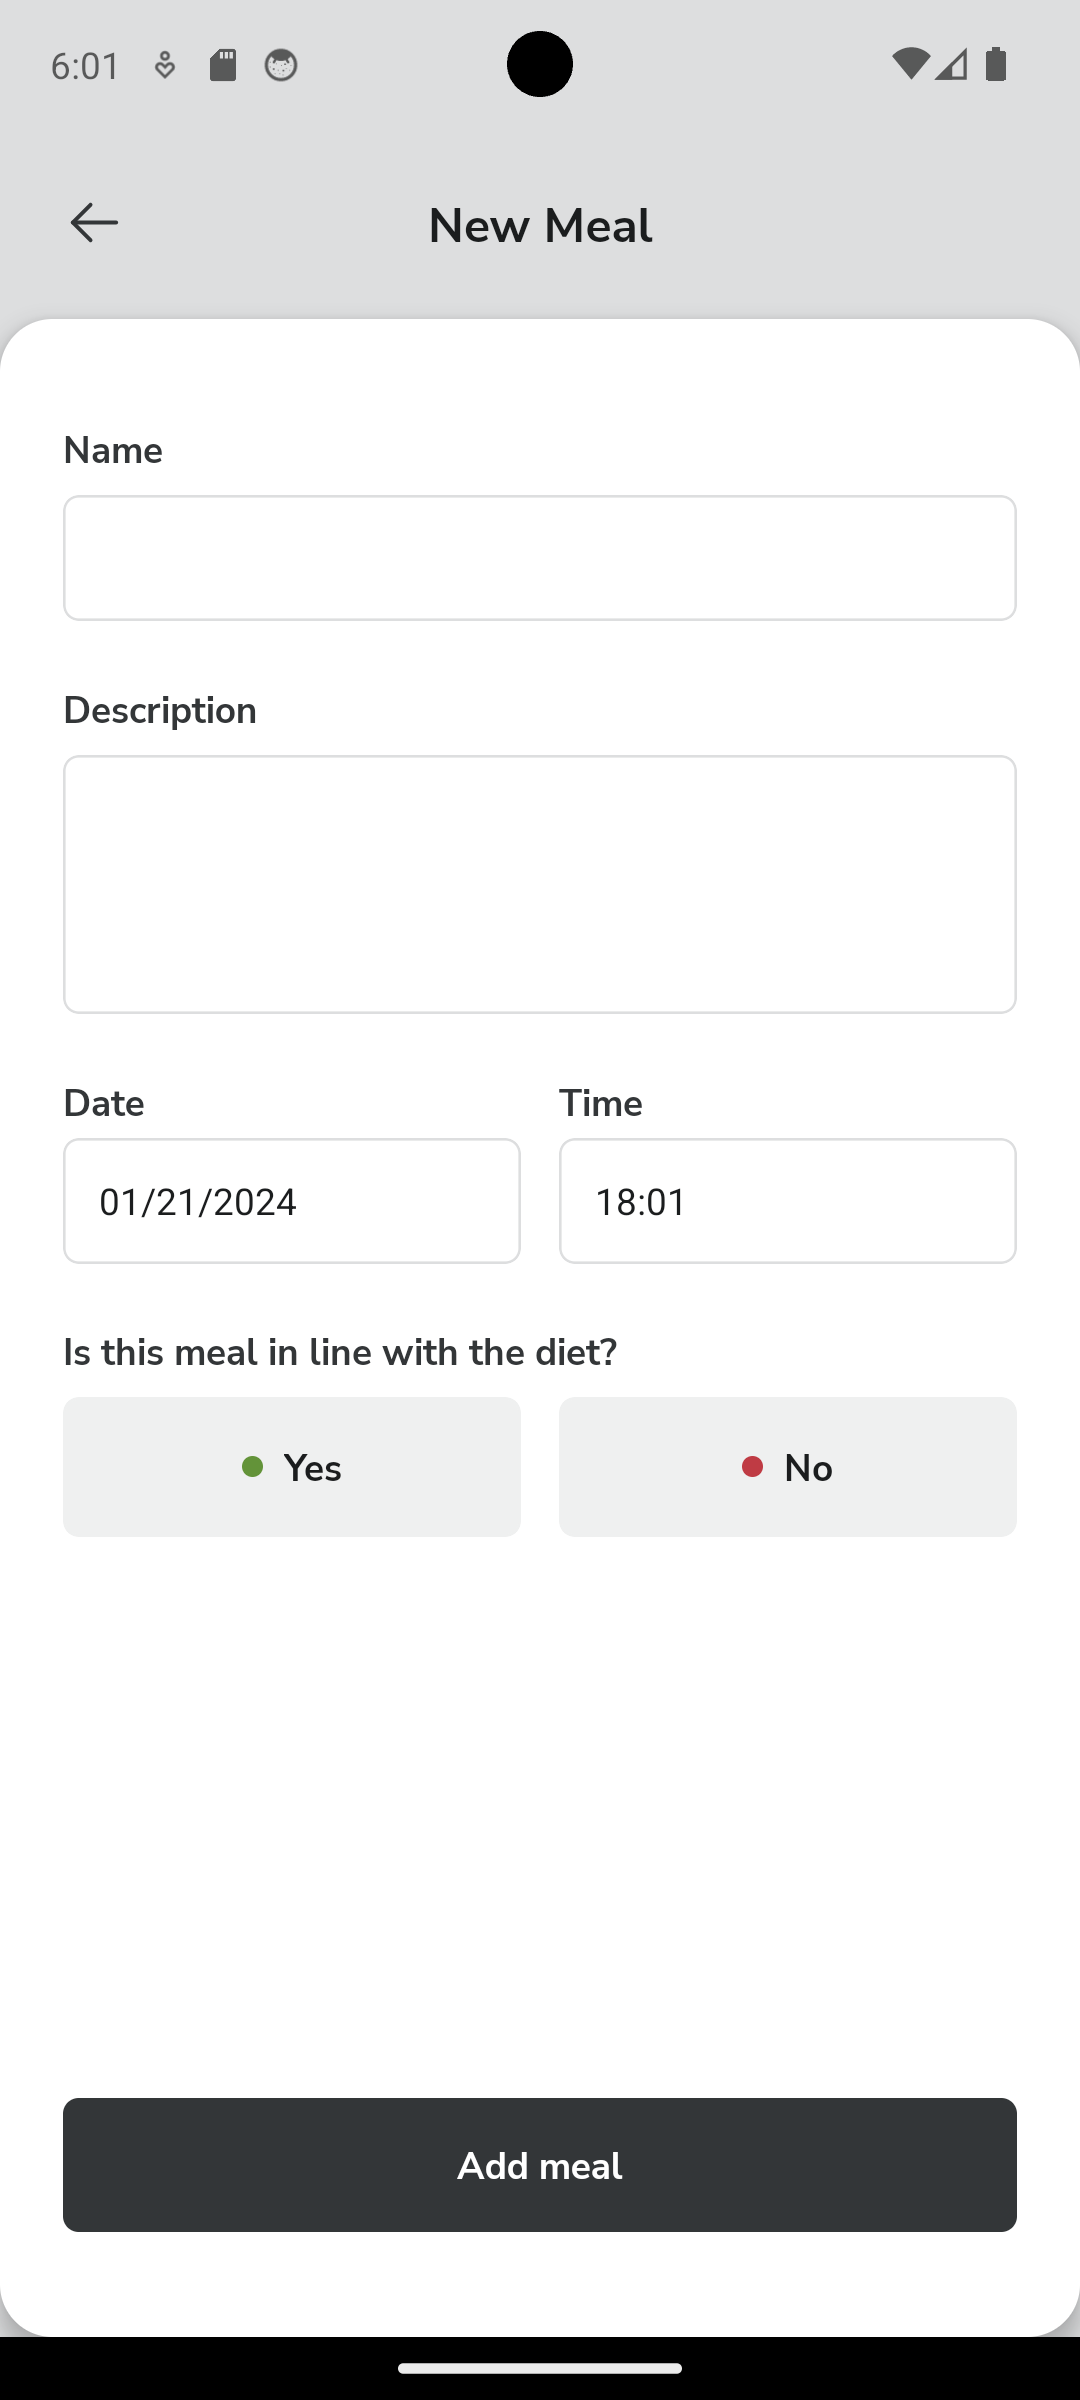 6:01
New Meal
Name
Description
Date
Time
01/21/2024
18:01
Is this meal in line with the diet?
Yes
No
Add meal